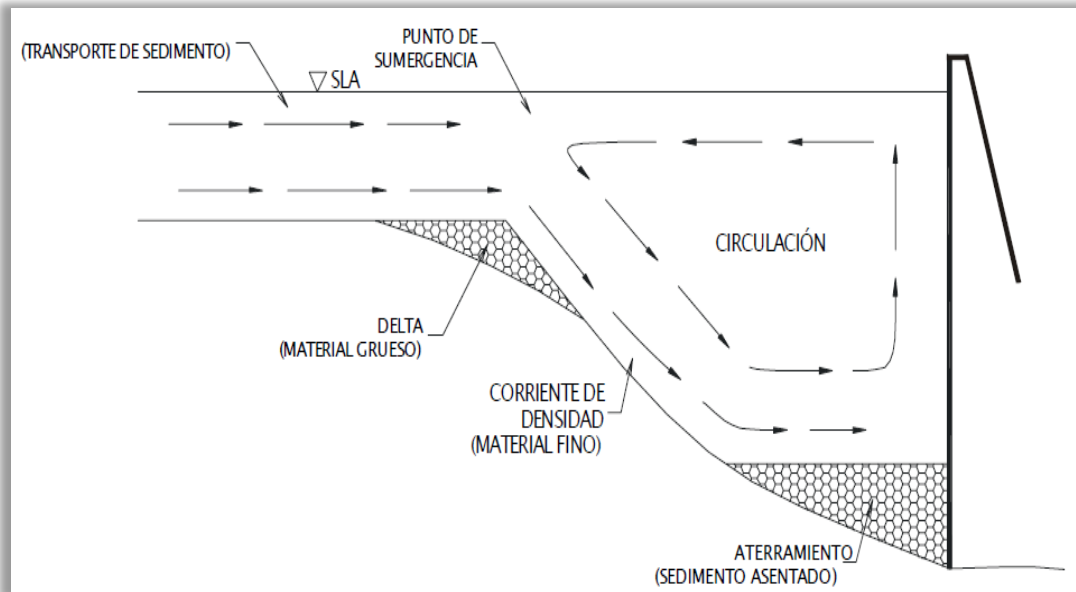 (TRANSPORTE DE SEDIMENTO)
PUNTO DE
SUMERGENCIA
SLA
CIRCULACIÓN
DELTA
(MATERIAL GRUESO)
CORRIENTE DE
DENSIDAD
(MATERIAL FINO)
ATERRAMIENTO
(SEDIMENTO ASENTADO)